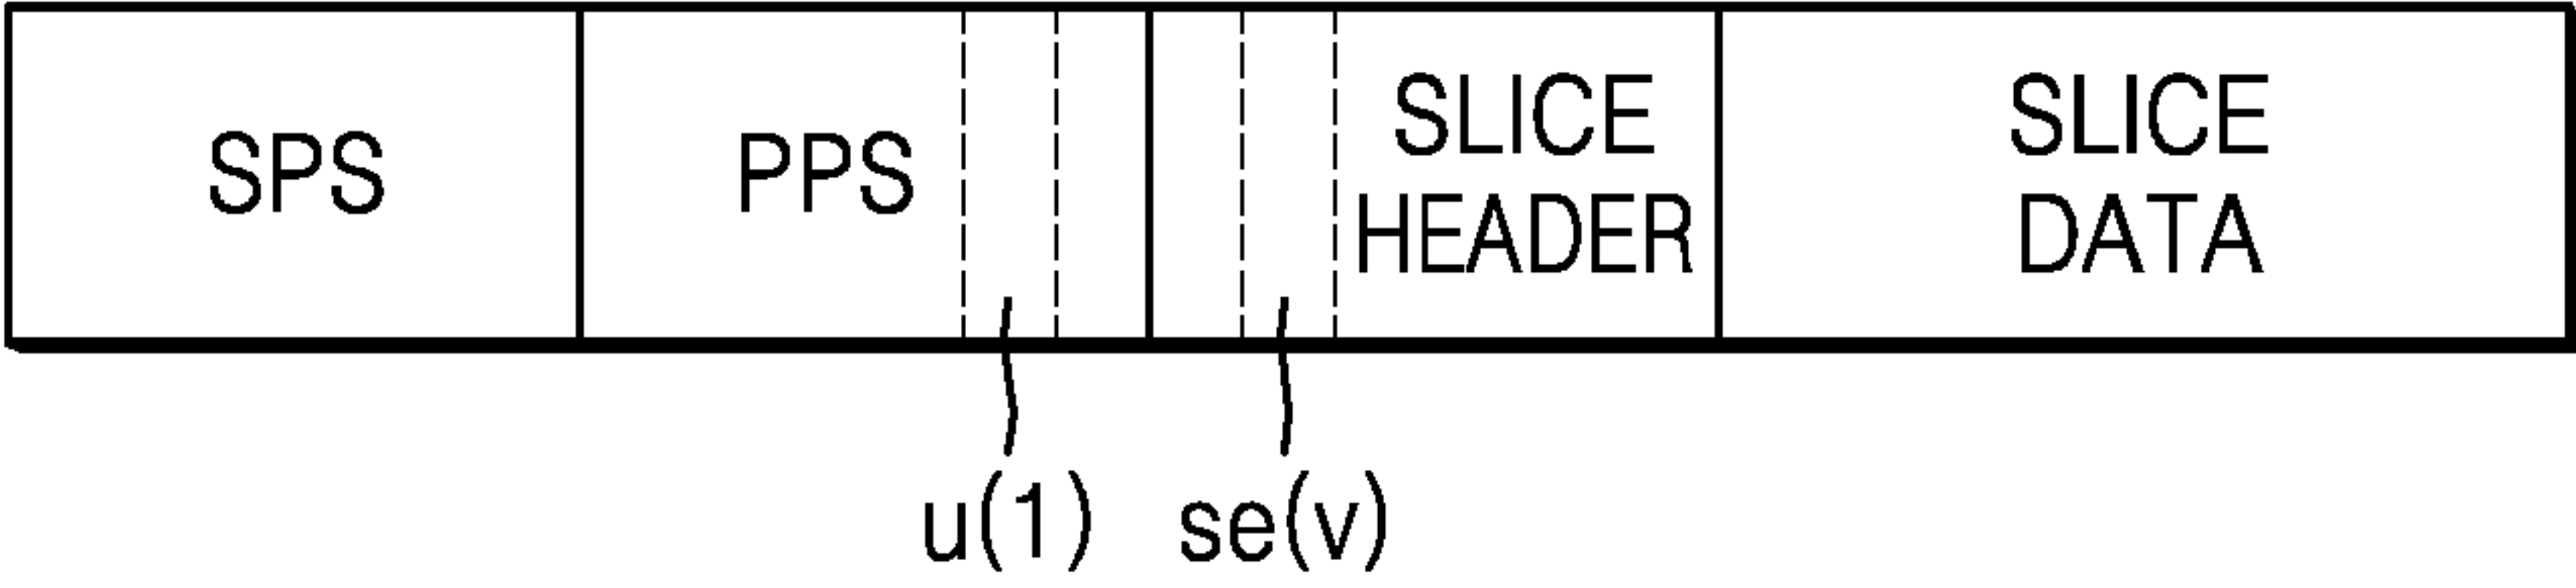 SPS
PPS
SLICE
HEADER
SLICE
DATA
u(1)
se(v)